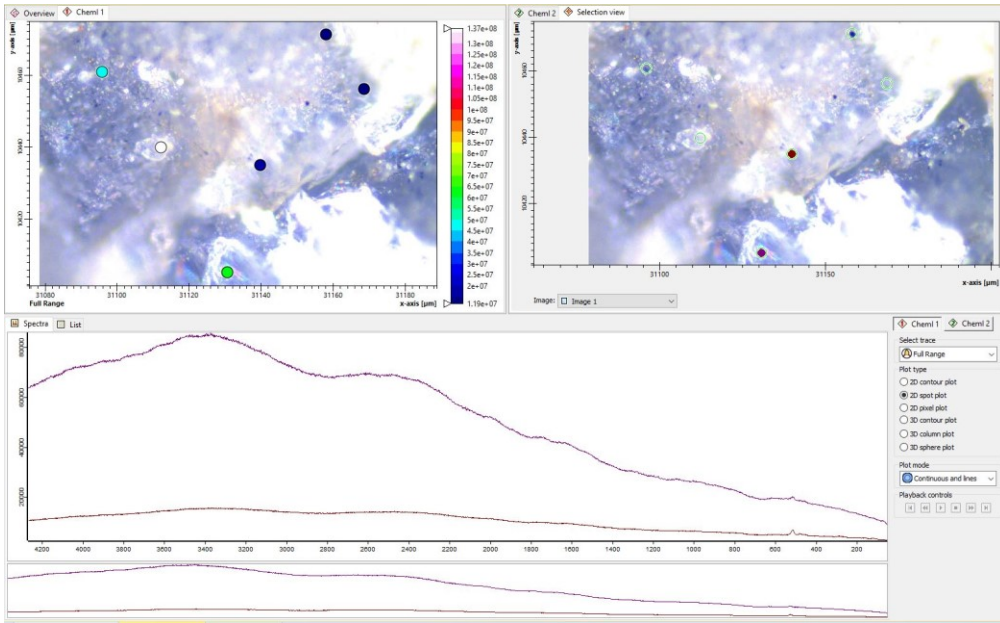 Overview ChemI 1
y-axis [µm]
10460
10440
10420
31080 31100 31120 31140 31160 31180
Full Range x-axis [µm]
1.37e+08
1.3e+08
1.25e+08
1.2e+08
1.15e+08
1.1e+08
1.05e+08
1e+08
9.5e+07
9e+07
8.5e+07
8e+07
7.5e+07
7e+07
6.5e+07
6e+07
5.5e+07
5e+07
4.5e+07
4e+07
3.5e+07
3e+07
2.5e+07
2e+07
1.19e+07
ChemI 2 Selection view
y-axis [µm]
10460
10440
10420
31100 31150
x-axis [µm]
Image: Image 1
Spectra List
80000
60000
40000
20000
4200 4000 3800 3600 3400 3200 3000 2800 2600 2400 2200 2000 1800 1600 1400 1200 1000 800 600 400 200
ChemI 1 ChemI 2
Select trace
Full Range
Plot type
2D contour plot
2D spot plot
2D pixel plot
3D contour plot
3D column plot
3D sphere plot
Plot mode
Continuous and lines
Playback controls